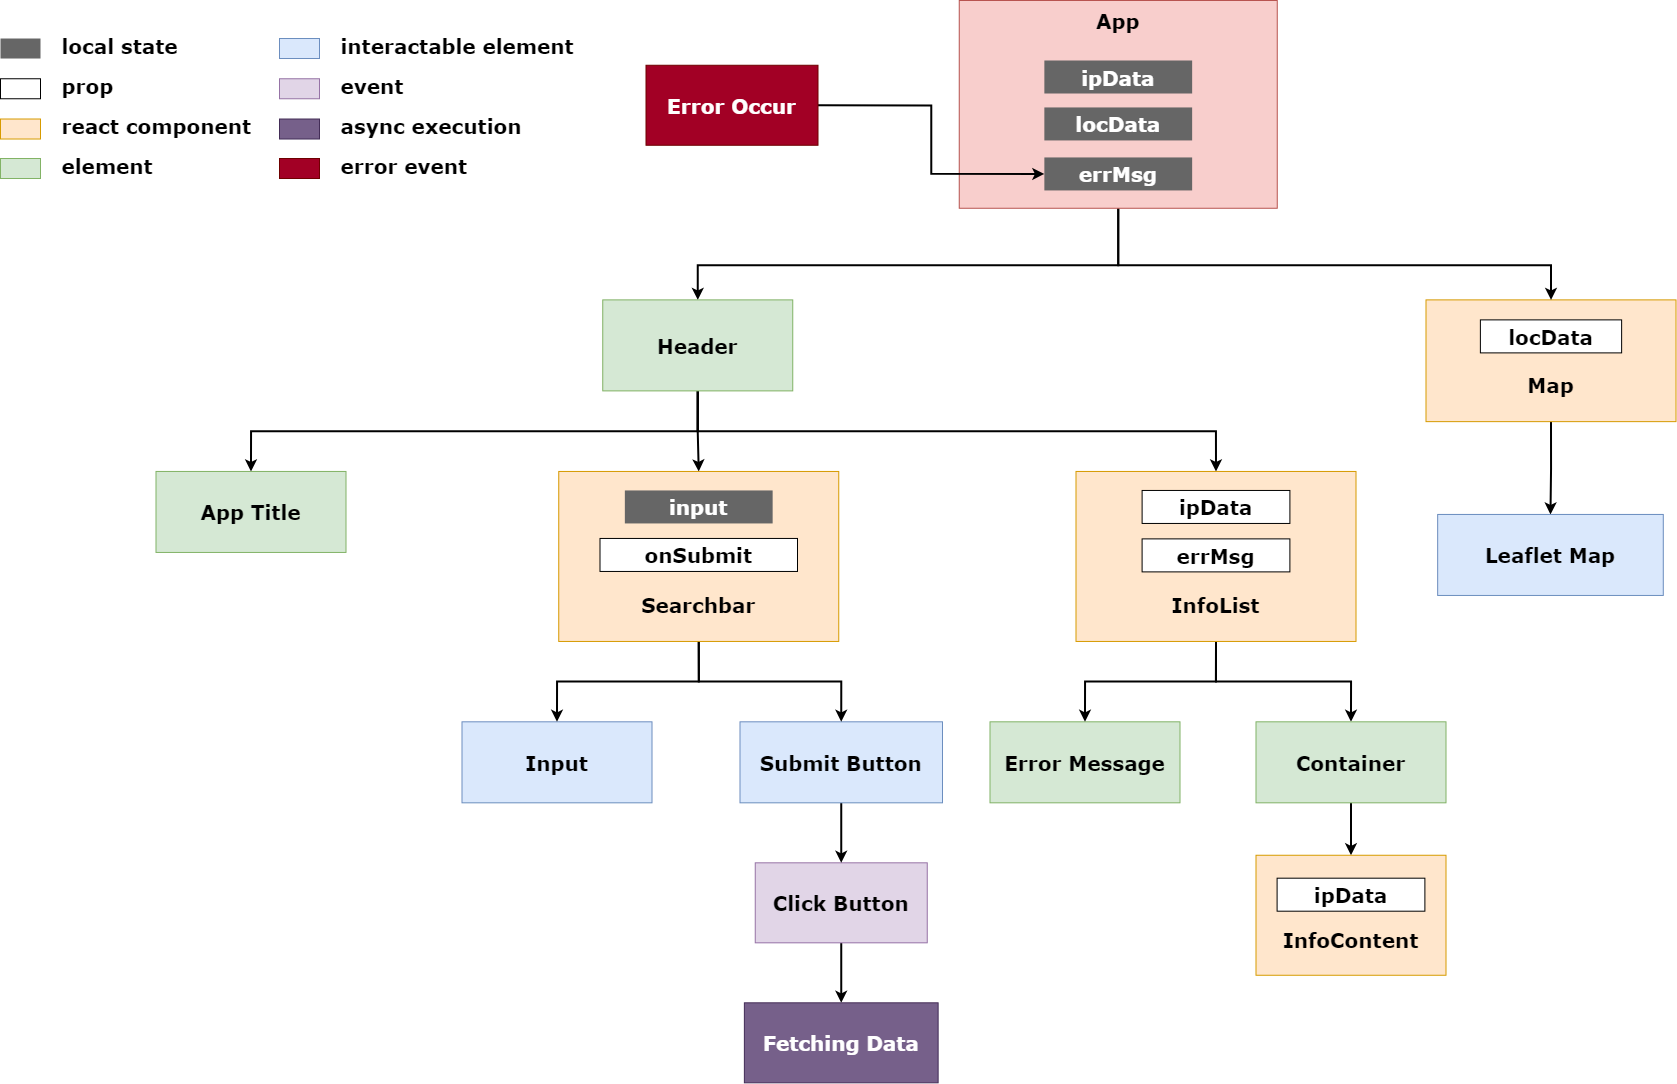 local state
prop
react component
element
interactable element
event
async execution
error event
Error Occur
App
ipData
locData
errMsg
Header
locData
Map
App Title
input
onSubmit
Searchbar
ipData
errMsg
InfoList
Leaflet Map
Input
Submit Button
Error Message
Container
Click Button
ipData
InfoContent
Fetching Data